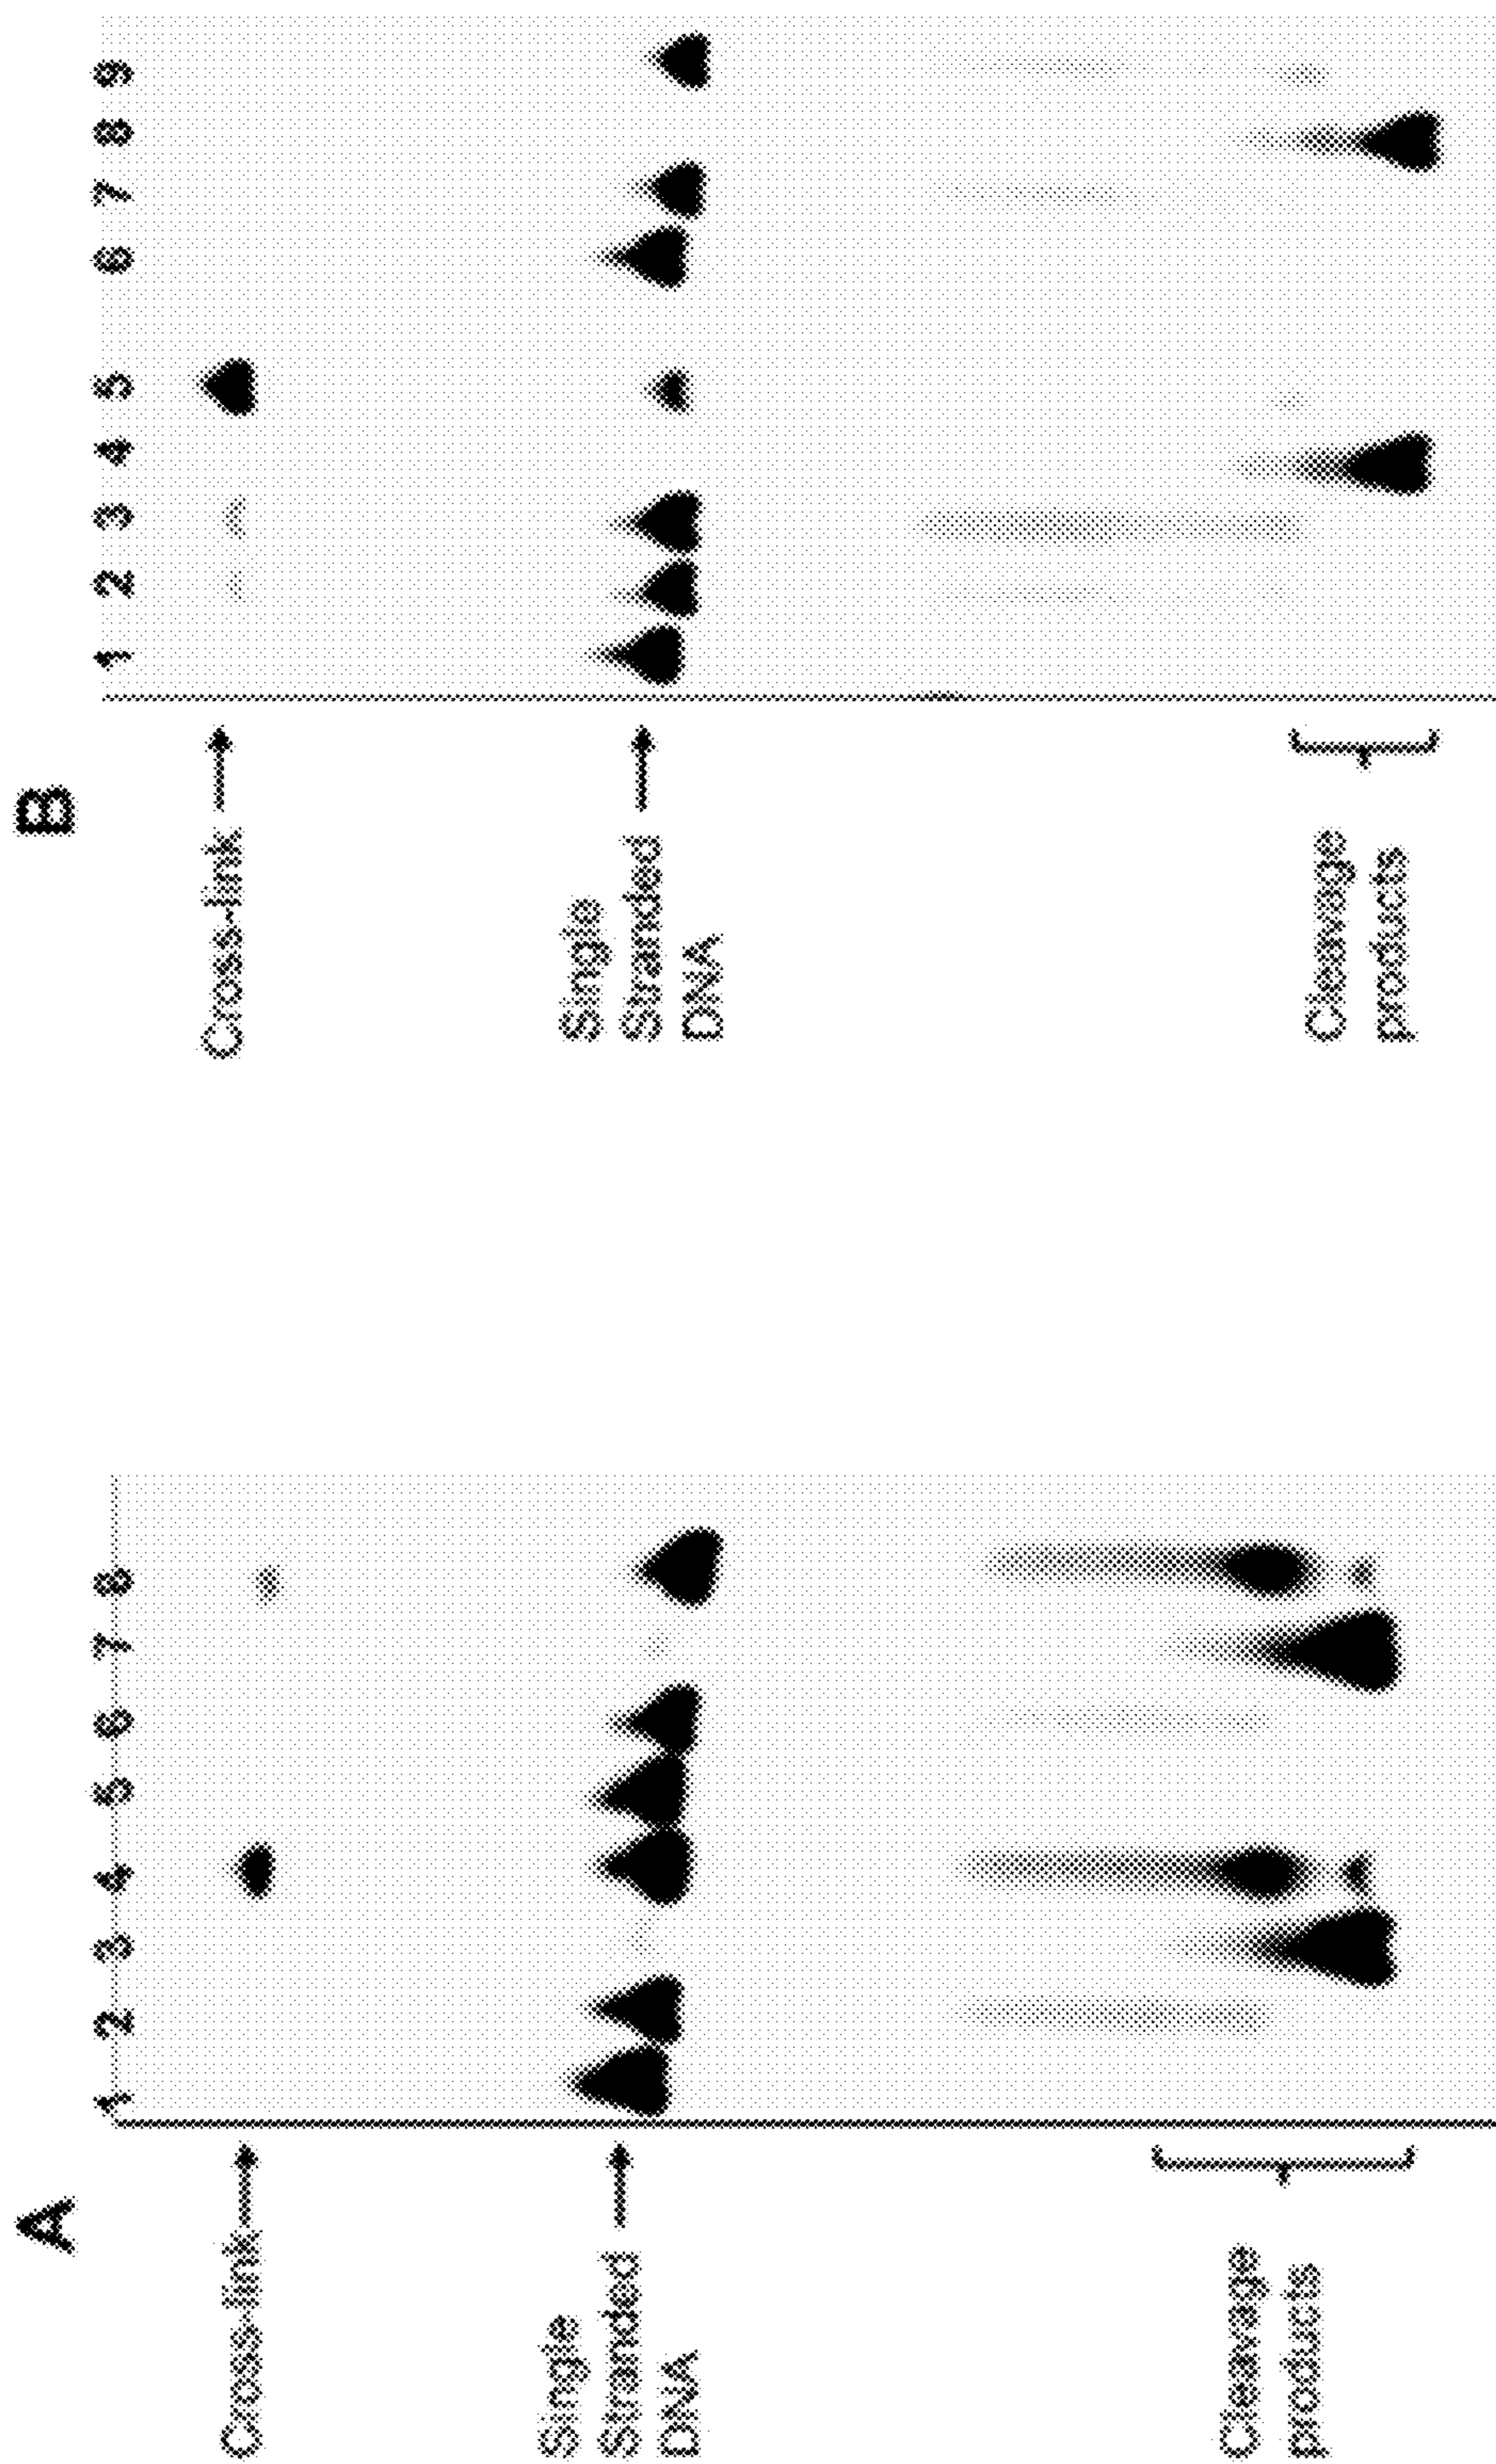 A
1 2 3 4 5 6 7 8
Cross-link
Single
Stranded
DNA
Cleavage
products
B
1 2 3 4 5 6 7 8 9
Cross-link
Single
Stranded
DNA
Cleavage
products